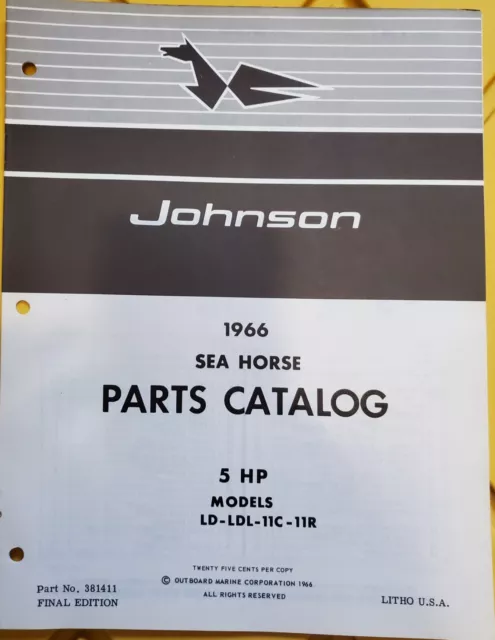 Johnson
1966
SEA HORSE
PARTS CATALOG
5 HP
MODELS
LD-LDL-11C-11R
TWENTY FIVE CENTS PER COPY
© OUTBOARD MARINE CORPORATION 1966
ALL RIGHTS RESERVED
Part No. 381411
FINAL EDITION
LITHO U.S.A.